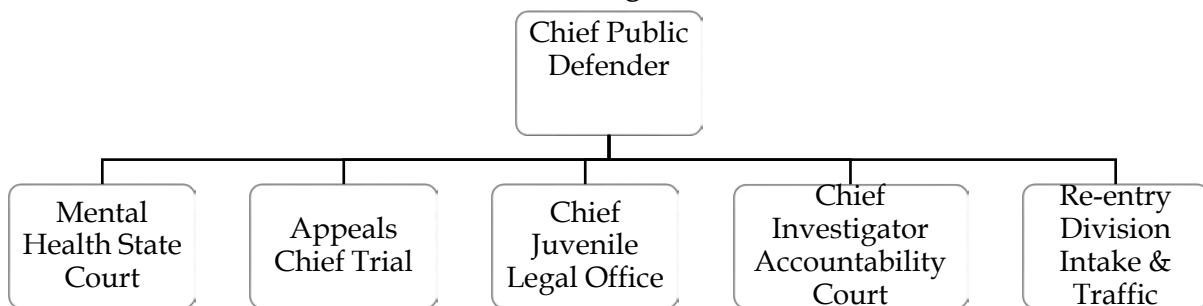 Chief Public
Defender
Mental
Health State
Court
Appeals
Chief Trial
Chief
Juvenile
Legal Office
Chief
Investigator
Accountability
Court
Re-entry
Division
Intake &
Traffic